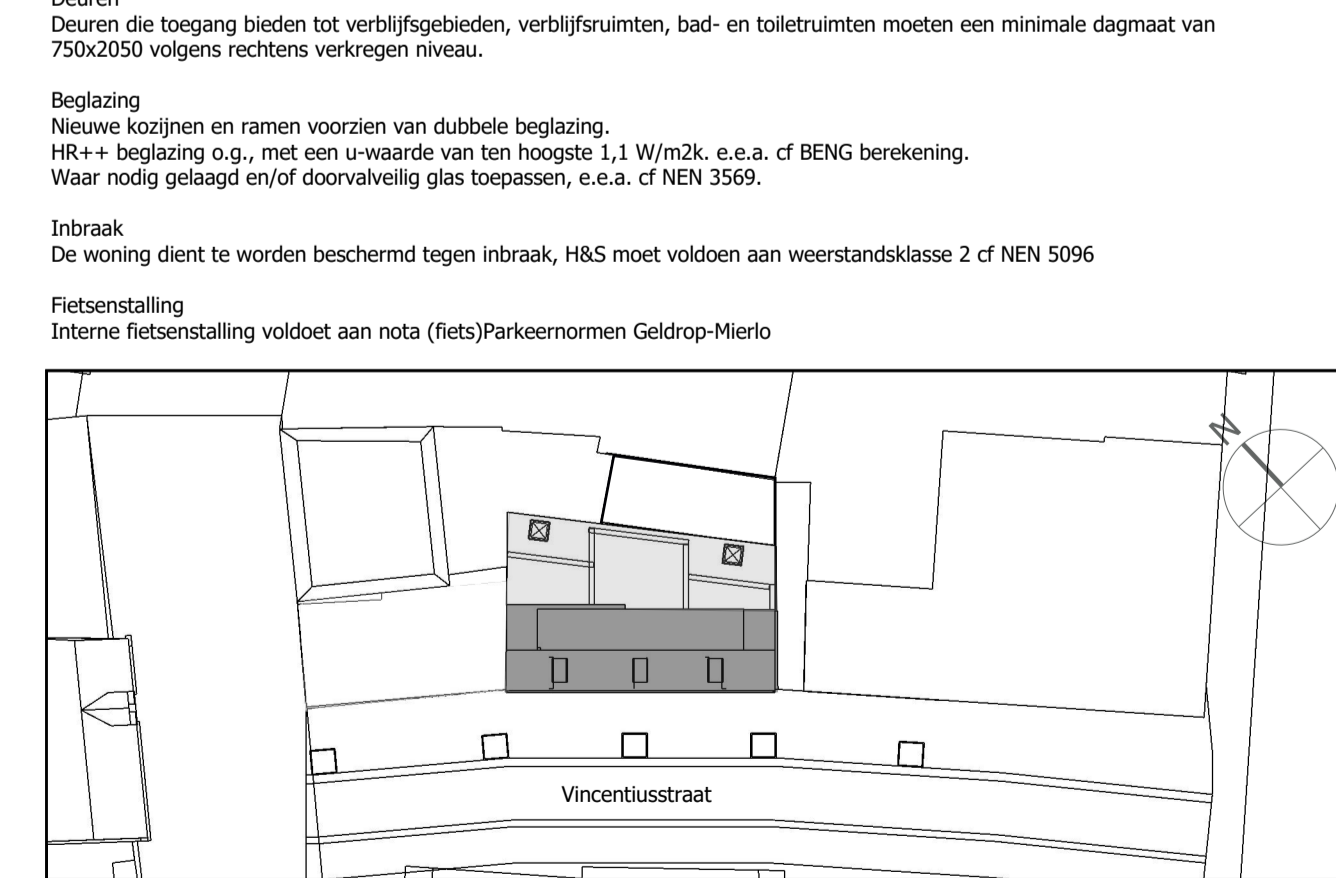 Deuren
Deuren die toegang bieden tot verblijfsgebieden, verblijfsruimten, bad- en toiletruimten moeten een minimale dagmaat van
750x2050 volgens rechtens verkregen niveau.
Beglazing
Nieuwe kozijnen en ramen voorzien van dubbele beglazing.
HR++ beglazing o.g., met een u-waarde van ten hoogste 1,1 W/m2k. e.e.a. cf BENG berekening.
Waar nodig gelaagd en/of doorvalveilig glas toepassen, e.e.a. cf NEN 3569.
Inbraak
De woning dient te worden beschermd tegen inbraak, H&S moet voldoen aan weerstandsklasse 2 cf NEN 5096
Fietsenstalling
Interne fietsenstalling voldoet aan nota (fiets)Parkeernormen Geldrop-Mierlo
N
Vincentiusstraat